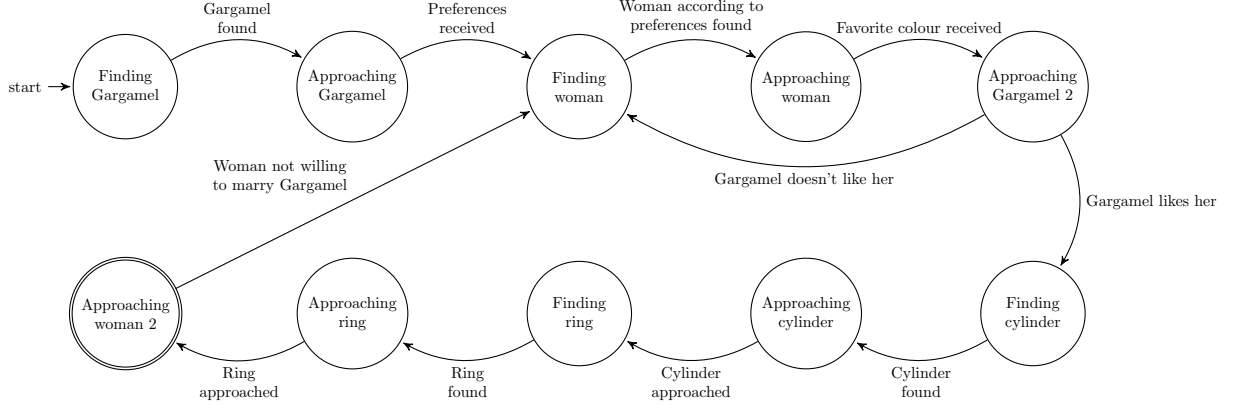 Gargamel
found
Preferences
received
Woman according to
preferences found
Favorite colour received
start
Finding
Gargamel
Approaching
Gargamel
Finding
woman
Approaching
woman
Approaching
Gargamel 2
Woman not willing
to marry Gargamel
Gargamel doesn't like her
Gargamel likes her
Approaching
woman 2
Approaching
ring
Finding
ring
Approaching
cylinder
Finding
cylinder
Ring
approached
Ring
found
Cylinder
approached
Cylinder
found